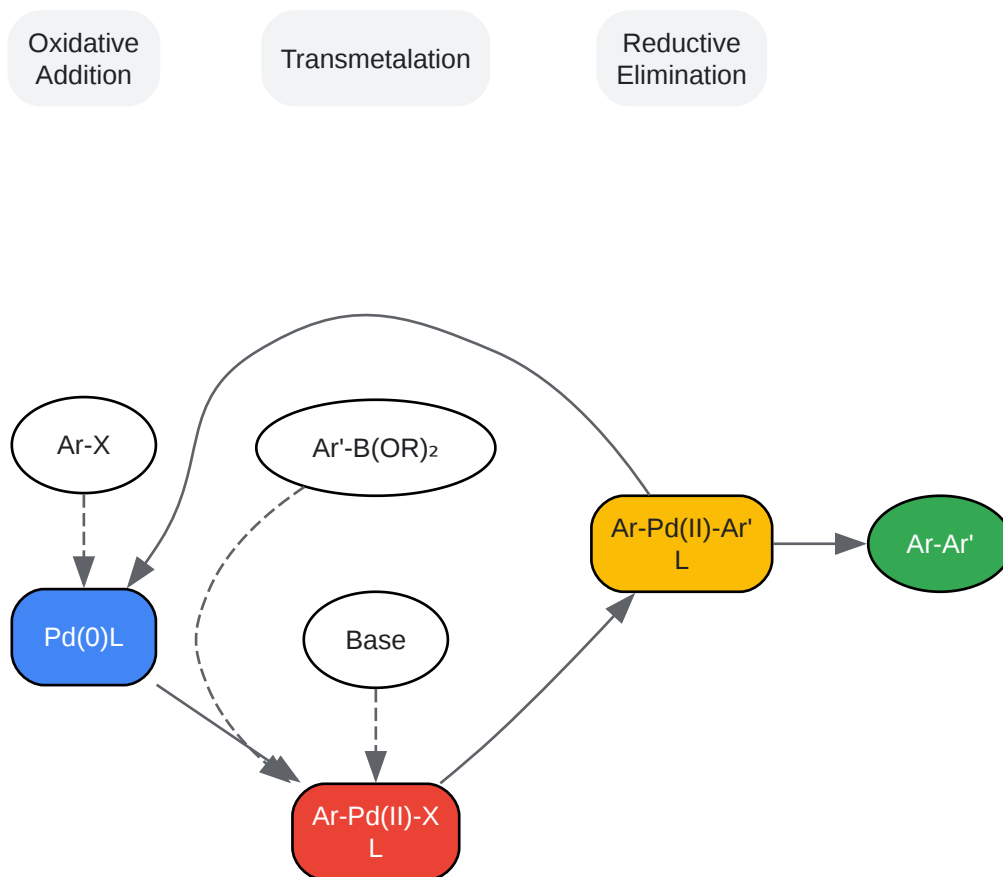 Oxidative
Addition
Transmetalation
Reductive
Elimination
Ar-X
Ar'-B(OR)₂
Ar-Pd(II)-Ar'
L
Ar-Ar'
Pd(0)L
Base
Ar-Pd(II)-X
L